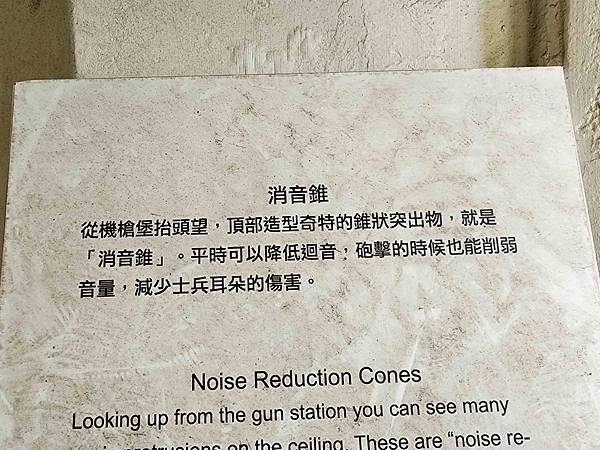 消音錐
從機槍堡抬頭望，頂部造型奇特的錐狀突出物，就是
「消音錐」。平時可以降低迴音，砲擊的時候也能削弱
音量，減少士兵耳朵的傷害。
Noise Reduction Cones
Looking up from the gun station you can see many
protrusions on the ceiling. These are “noise re-